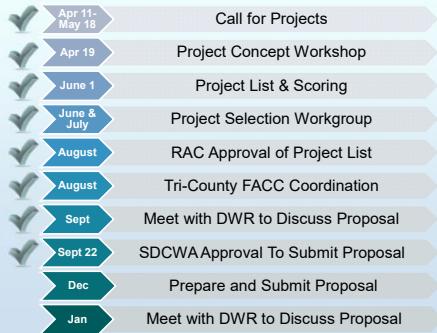 Apr 11-
May 18
Call for Projects
Apr 19
Project Concept Workshop
June 1
Project List & Scoring
June &
July
Project Selection Workgroup
August
RAC Approval of Project List
August
Tri-County FACC Coordination
Sept
Meet with DWR to Discuss Proposal
Sept 22
SDCWA Approval To Submit Proposal
Dec
Prepare and Submit Proposal
Jan
Meet with DWR to Discuss Proposal